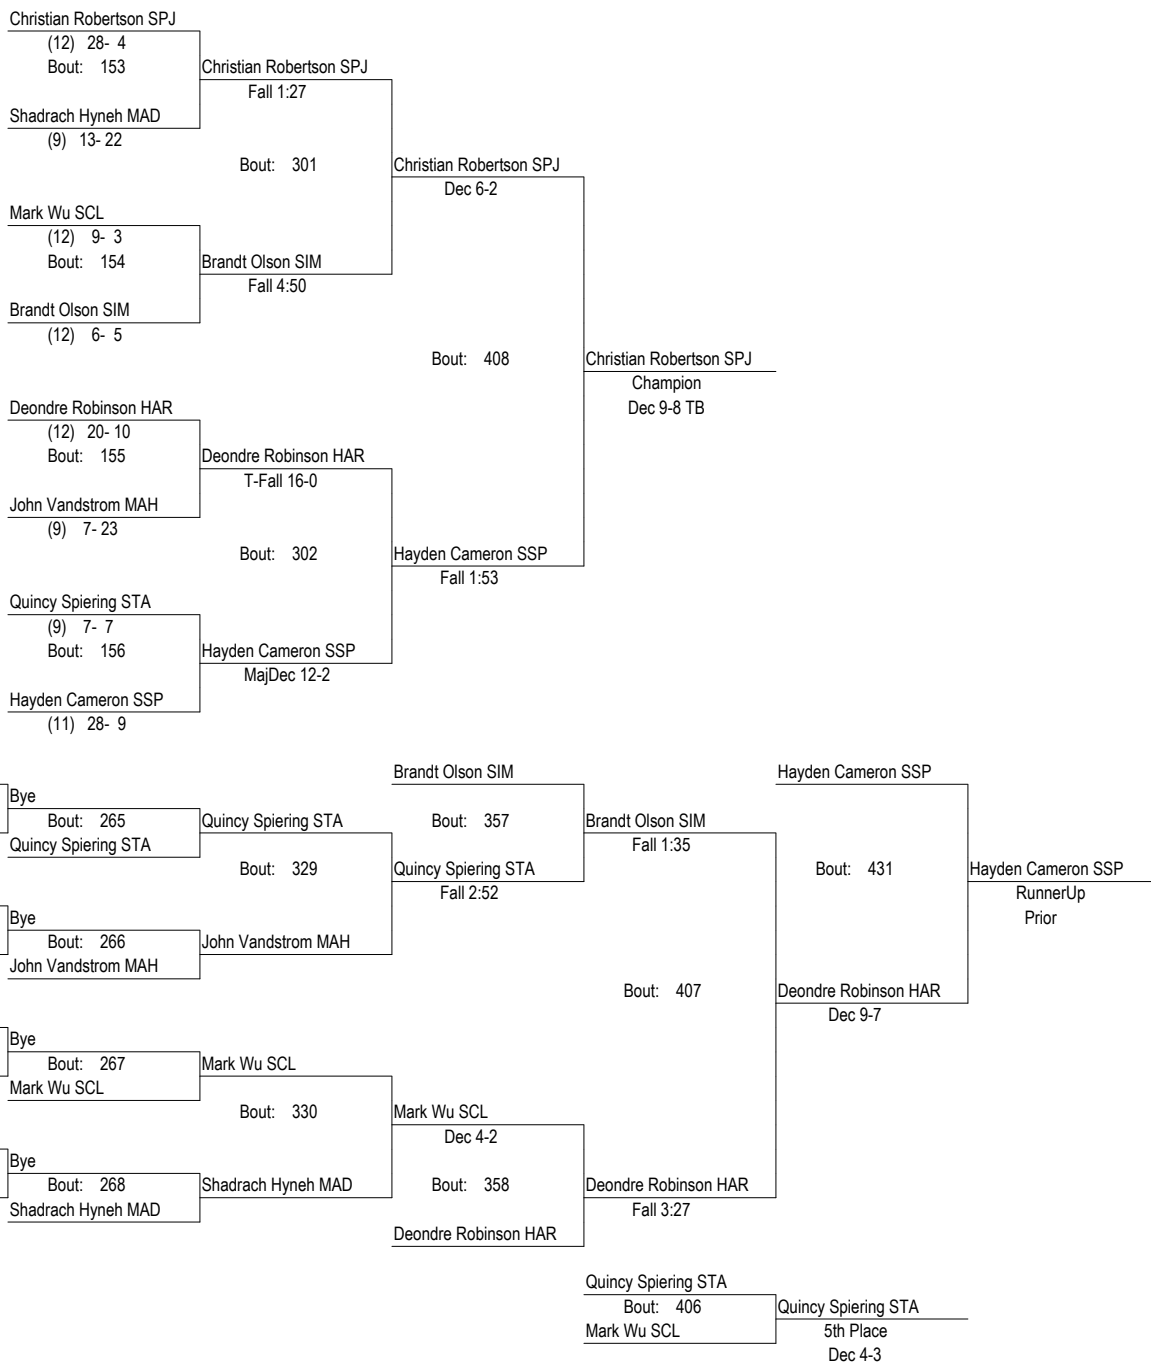 Christian Robertson SPJ
(12) 28- 4
Bout: 153
Shadrach Hyneh MAD
(9) 13- 22
Christian Robertson SPJ
Fall 1:27
Bout: 301
Mark Wu SCL
(12) 9- 3
Bout: 154
Brandt Olson SIM
(12) 6- 5
Brandt Olson SIM
Fall 4:50
Christian Robertson SPJ
Dec 6-2
Bout: 408
Christian Robertson SPJ
Champion
Dec 9-8 TB
Deondre Robinson HAR
(12) 20- 10
Bout: 155
John Vandstrom MAH
(9) 7- 23
Deondre Robinson HAR
T-Fall 16-0
Bout: 302
Quincy Spiering STA
(9) 7- 7
Bout: 156
Hayden Cameron SSP
(11) 28- 9
Hayden Cameron SSP
MajDec 12-2
Hayden Cameron SSP
Fall 1:53
Bye
Bout: 265
Quincy Spiering STA
Quincy Spiering STA
Bout: 329
Bye
Bout: 266
John Vandstrom MAH
John Vandstrom MAH
Brandt Olson SIM
Bout: 357
Quincy Spiering STA
Fall 2:52
Brandt Olson SIM
Fall 1:35
Bout: 407
Bye
Bout: 267
Mark Wu SCL
Mark Wu SCL
Bout: 330
Bye
Bout: 268
Shadrach Hyneh MAD
Shadrach Hyneh MAD
Mark Wu SCL
Dec 4-2
Bout: 358
Deondre Robinson HAR
Deondre Robinson HAR
Fall 3:27
Hayden Cameron SSP
Bout: 431
Deondre Robinson HAR
Dec 9-7
Hayden Cameron SSP
RunnerUp
Prior
Quincy Spiering STA
Bout: 406
Mark Wu SCL
Quincy Spiering STA
5th Place
Dec 4-3